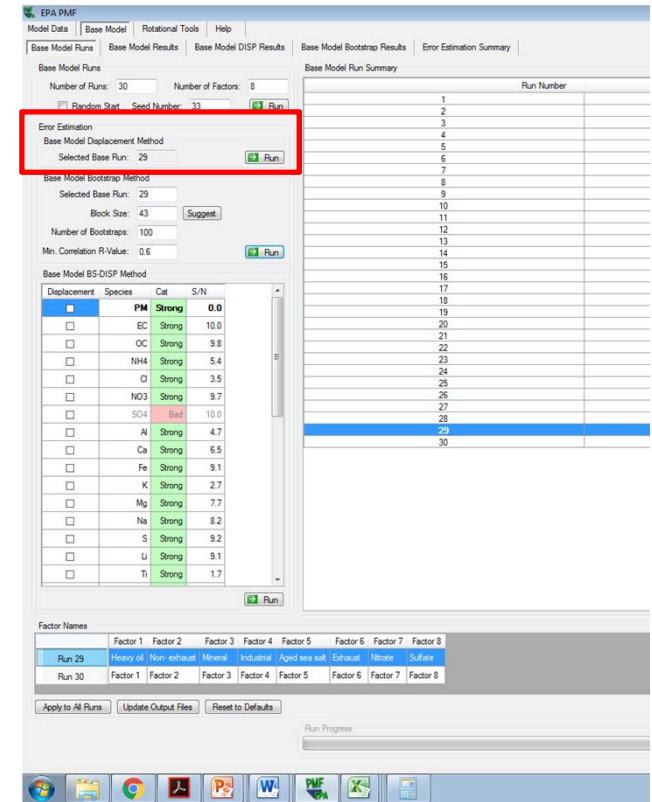 EPA PMF
Model Data Base Model Rotational Tools Help
Base Model Runs Base Model Results Base Model DISP Results Base Model Bootstrap Results Error Estimation Summary
Base Model Runs
Number of Runs: 30 Number of Factors: 8
Random Start Seed Number: 33 Run
Error Estimation
Base Model Displacement Method
Selected Base Run: 29 Run
Base Model Bootstrap Method
Selected Base Run: 29
Block Size: 43 Suggest
Number of Bootstraps: 100
Min. Correlation R-Value: 0.6 Run
Base Model BS-DISP Method
Displacement Species Cat S/N
PM Strong 0.0
EC Strong 10.0
OC Strong 9.8
NH4 Strong 5.4
Cl Strong 3.5
NO3 Strong 9.7
SO4 Bad 10.0
Al Strong 4.7
Ca Strong 6.5
Fe Strong 9.1
K Strong 2.7
Mg Strong 7.7
Na Strong 8.2
S Strong 9.2
Li Strong 9.1
Ti Strong 1.7
Run
Base Model Run Summary
Run Number
1
2
3
4
5
6
7
8
9
10
11
12
13
14
15
16
17
18
19
20
21
22
23
24
25
26
27
28
29
30
Factor Names
Factor 1 Factor 2 Factor 3 Factor 4 Factor 5 Factor 6 Factor 7 Factor 8
Run 29 Heavy oil Non- exhaust Mineral Industrial Aged sea salt Exhaust Nitrate Sulfate
Run 30 Factor 1 Factor 2 Factor 3 Factor 4 Factor 5 Factor 6 Factor 7 Factor 8
Apply to All Runs Update Output Files Reset to Defaults
Run Progress
PMF
EPA